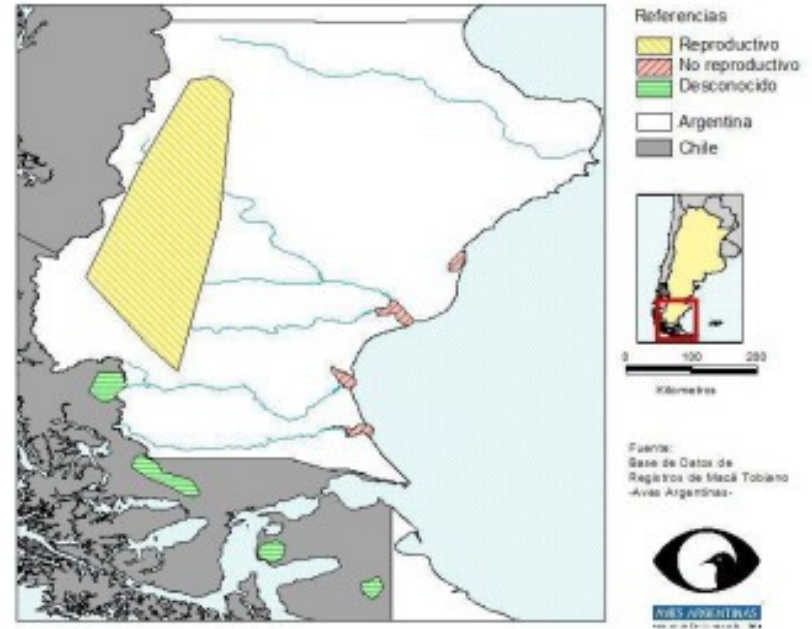 Referencias
Reproductivo
No reproductivo
Desconocido
Argentina
Chile
0 100 200
Kilometros
Fuente:
Base de Datos de
Registros de Macá Tobiano
-Aves Argentinas-
AVES ARGENTINAS